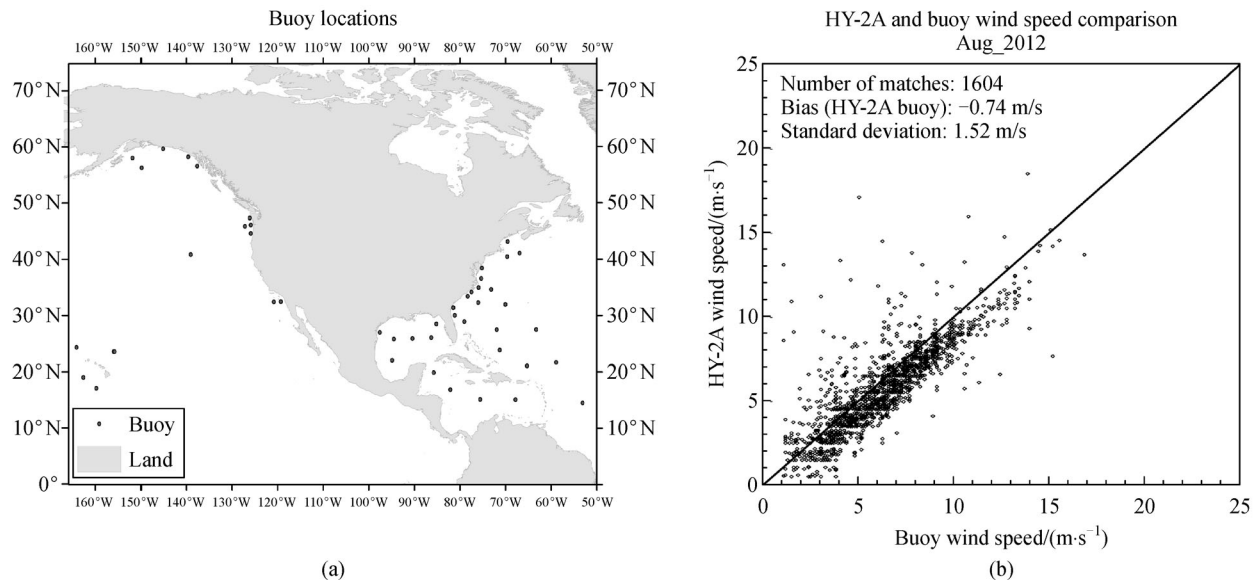 Buoy locations
160°W 150°W 140°W 130°W 120°W 110°W 100°W 90°W 80°W 70°W 60°W 50°W
70°N 70°N
60°N 60°N
50°N 50°N
40°N 40°N
30°N 30°N
20°N 20°N
10°N 10°N
0° 0°
Buoy
Land
160°W 150°W 140°W 130°W 120°W 110°W 100°W 90°W 80°W 70°W 60°W 50°W
(a)
HY-2A and buoy wind speed comparison
Aug_2012
Number of matches: 1604
Bias (HY-2A buoy): −0.74 m/s
Standard deviation: 1.52 m/s
HY-2A wind speed/(m·s⁻¹)
25
20
15
10
5
0
0 5 10 15 20 25
Buoy wind speed/(m·s⁻¹)
(b)